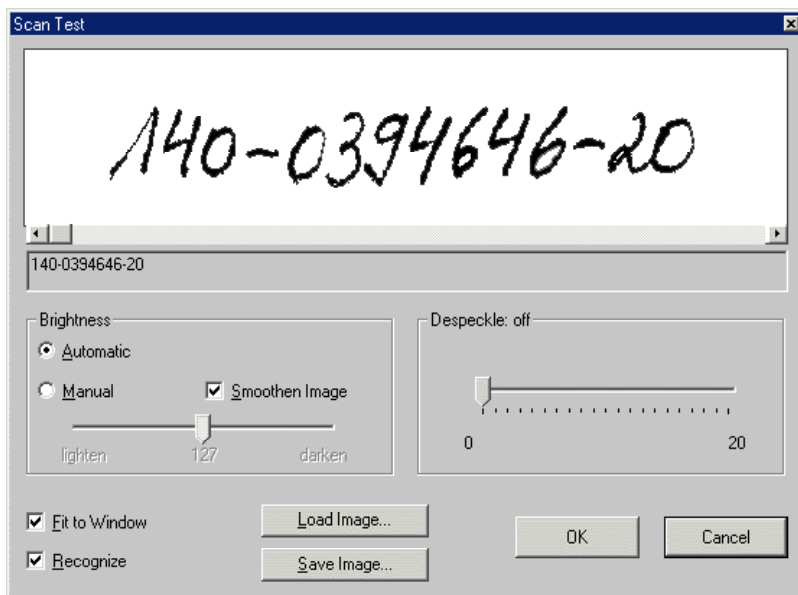 Scan Test
140-0394646-20
140-0394646-20
Brightness
Despeckle: off
Automatic
Manual
Smoothen Image
lighten
127
darken
0
20
Fit to Window
Load Image...
OK
Cancel
Recognize
Save Image...